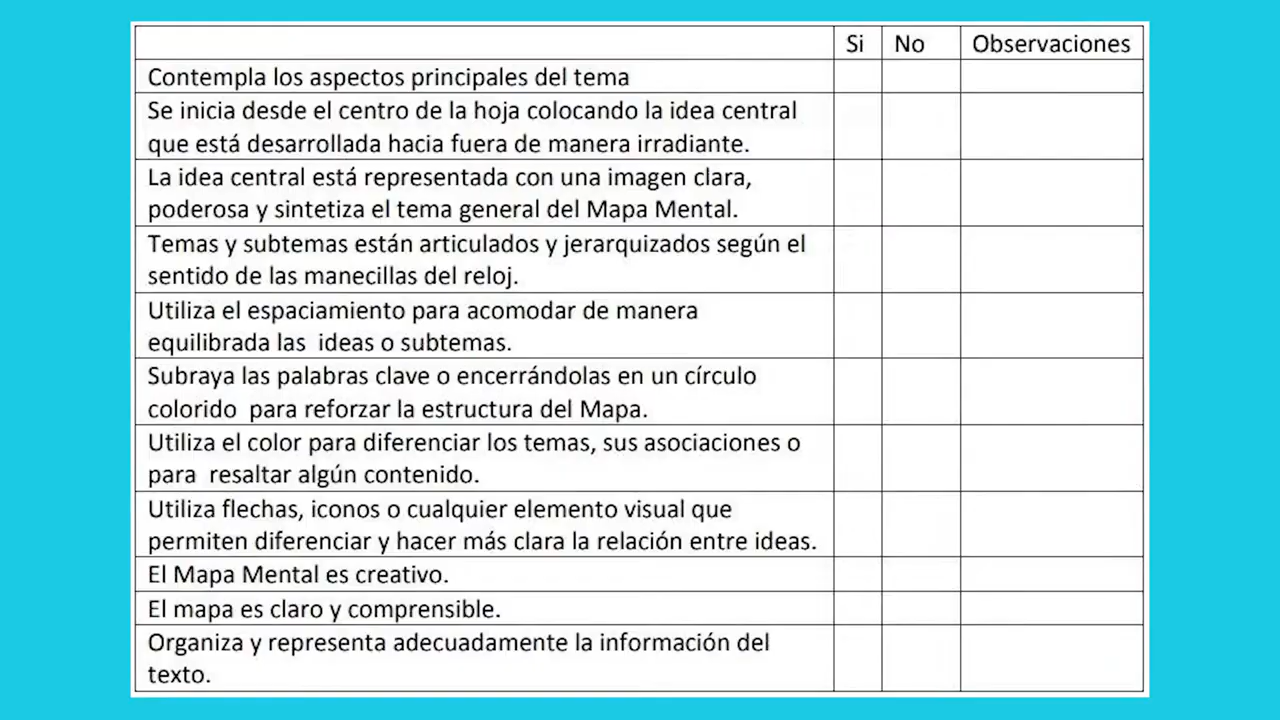 Si No Observaciones
Contempla los aspectos principales del tema
Se inicia desde el centro de la hoja colocando la idea central
que está desarrollada hacia fuera de manera irradiante.
La idea central está representada con una imagen clara,
poderosa y sintetiza el tema general del Mapa Mental.
Temas y subtemas están articulados y jerarquizados según el
sentido de las manecillas del reloj.
Utiliza el espaciamiento para acomodar de manera
equilibrada las ideas o subtemas.
Subraya las palabras clave o encerrándolas en un círculo
colorido para reforzar la estructura del Mapa.
Utiliza el color para diferenciar los temas, sus asociaciones o
para resaltar algún contenido.
Utiliza flechas, iconos o cualquier elemento visual que
permiten diferenciar y hacer más clara la relación entre ideas.
El Mapa Mental es creativo.
El mapa es claro y comprensible.
Organiza y representa adecuadamente la información del
texto.